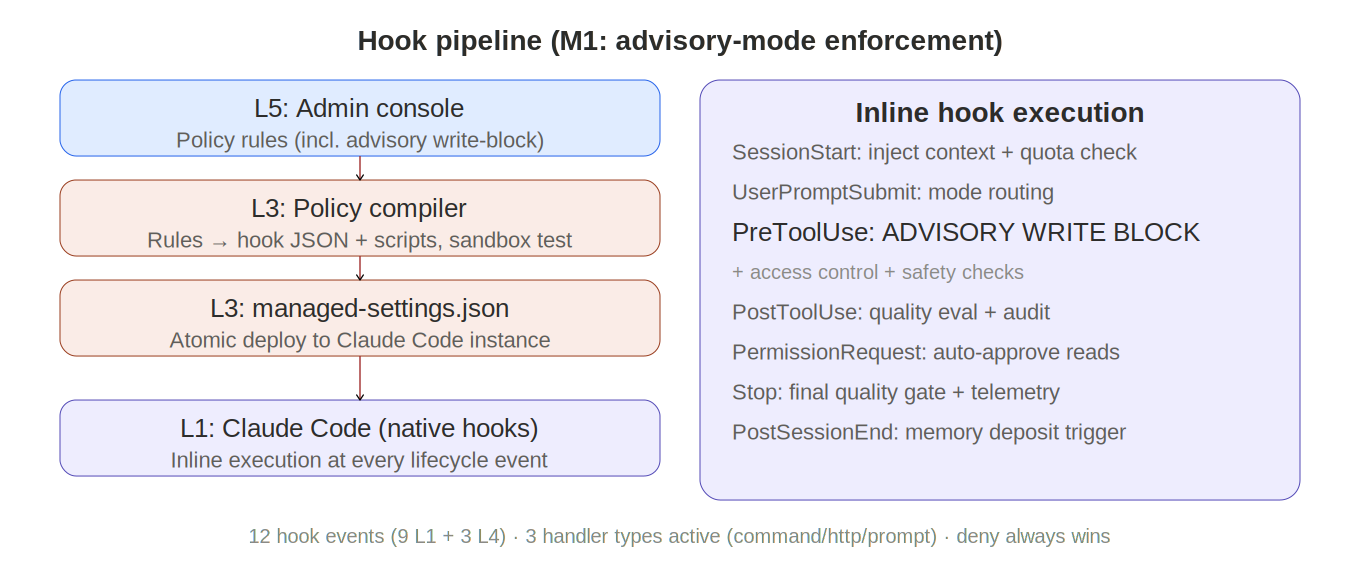 Hook pipeline (M1: advisory-mode enforcement)
L5: Admin console
Policy rules (incl. advisory write-block)
L3: Policy compiler
Rules → hook JSON + scripts, sandbox test
L3: managed-settings.json
Atomic deploy to Claude Code instance
L1: Claude Code (native hooks)
Inline execution at every lifecycle event
Inline hook execution
SessionStart: inject context + quota check
UserPromptSubmit: mode routing
PreToolUse: ADVISORY WRITE BLOCK
+ access control + safety checks
PostToolUse: quality eval + audit
PermissionRequest: auto-approve reads
Stop: final quality gate + telemetry
PostSessionEnd: memory deposit trigger
12 hook events (9 L1 + 3 L4) · 3 handler types active (command/http/prompt) · deny always wins